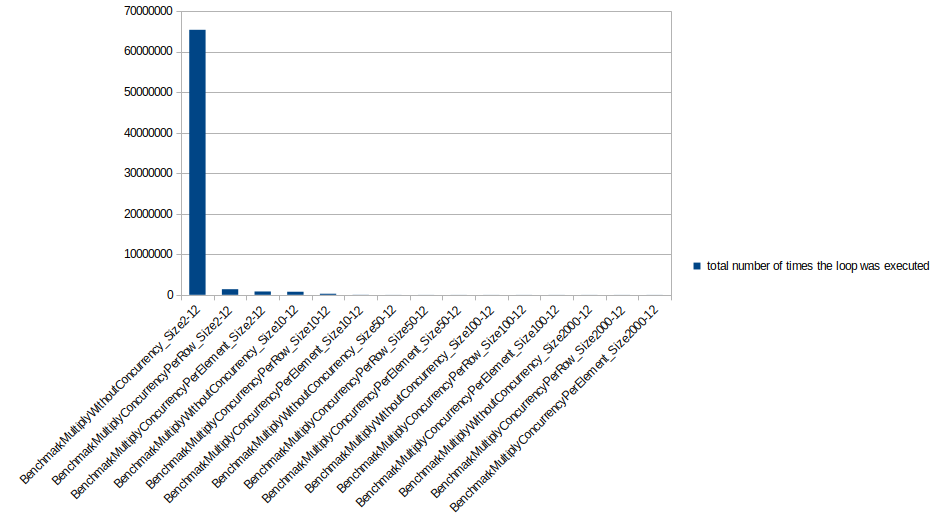 70000000
60000000
50000000
40000000
30000000
20000000
10000000
0
BenchmarkMultiplyWithoutConcurrency_Size2-12
BenchmarkMultiplyConcurrencyPerRow_Size2-12
BenchmarkMultiplyConcurrencyPerElement_Size2-12
BenchmarkMultiplyWithoutConcurrency_Size10-12
BenchmarkMultiplyConcurrencyPerRow_Size10-12
BenchmarkMultiplyConcurrencyPerElement_Size10-12
BenchmarkMultiplyWithoutConcurrency_Size50-12
BenchmarkMultiplyConcurrencyPerRow_Size50-12
BenchmarkMultiplyConcurrencyPerElement_Size50-12
BenchmarkMultiplyWithoutConcurrency_Size100-12
BenchmarkMultiplyConcurrencyPerRow_Size100-12
BenchmarkMultiplyConcurrencyPerElement_Size100-12
BenchmarkMultiplyWithoutConcurrency_Size2000-12
BenchmarkMultiplyConcurrencyPerRow_Size2000-12
BenchmarkMultiplyConcurrencyPerElement_Size2000-12
total number of times the loop was executed